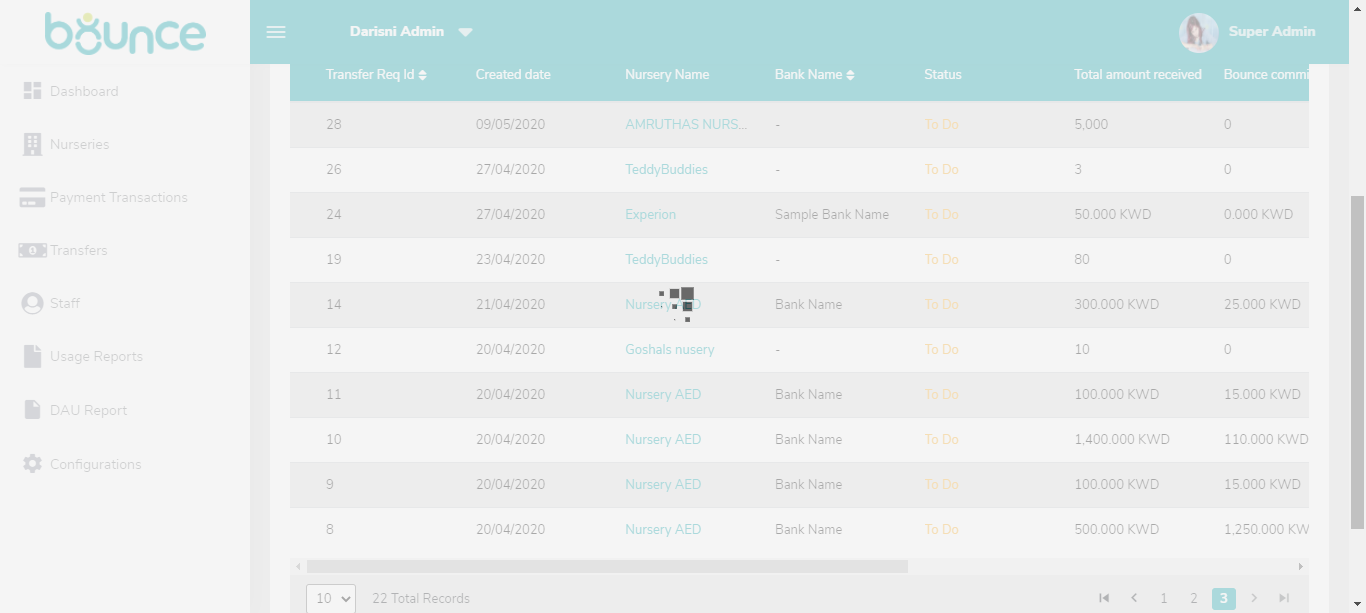 bounce
Darisni Admin
Super Admin
Dashboard
Nurseries
Payment Transactions
Transfers
Staff
Usage Reports
DAU Report
Configurations
Transfer Req Id Created date Nursery Name Bank Name Status Total amount received Bounce commi
28 09/05/2020 AMRUTHAS NURS... - To Do 5,000 0
26 27/04/2020 TeddyBuddies - To Do 3 0
24 27/04/2020 Experion Sample Bank Name To Do 50.000 KWD 0.000 KWD
19 23/04/2020 TeddyBuddies - To Do 80 0
14 21/04/2020 Nursery AED Bank Name To Do 300.000 KWD 25.000 KWD
12 20/04/2020 Goshals nusery - To Do 10 0
11 20/04/2020 Nursery AED Bank Name To Do 100.000 KWD 15.000 KWD
10 20/04/2020 Nursery AED Bank Name To Do 1,400.000 KWD 110.000 KWD
9 20/04/2020 Nursery AED Bank Name To Do 100.000 KWD 15.000 KWD
8 20/04/2020 Nursery AED Bank Name To Do 500.000 KWD 1,250.000 KW
10 22 Total Records 1 2 3